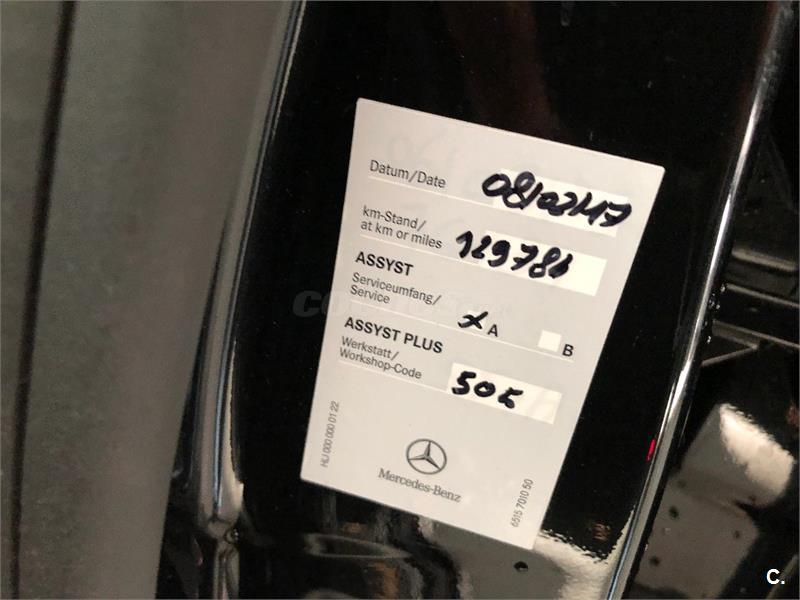 Datum/Date 08/02/17
km-Stand/
at km or miles 129781
ASSYST
Serviceumfang/
Service x A B
ASSYST PLUS
Werkstatt/
Workshop-Code 505
HU 000 000 01 22
Mercedes-Benz
6515 7010 50
C.